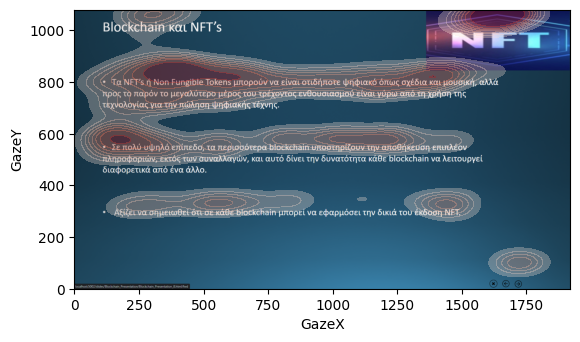 Blockchain και NFT's
NFT
• Τα NFT's ή Non Fungible Tokens μπορούν να είναι οτιδήποτε ψηφιακό όπως σχέδια και μουσική, αλλά
προς το παρόν το μεγαλύτερο μέρος του τρέχοντος ενθουσιασμού είναι γύρω από τη χρήση της
τεχνολογίας για την πώληση ψηφιακής τέχνης.
• Σε πολύ υψηλό επίπεδο, τα περισσότερα blockchain υποστηρίζουν την αποθήκευση επιπλέον
πληροφοριών, εκτός των συναλλαγών, και αυτό δίνει την δυνατότητα κάθε blockchain να λειτουργεί
διαφορετικά από ένα άλλο.
• Αξίζει να σημειωθεί ότι σε κάθε blockchain μπορεί να εφαρμόσει την δικιά του έκδοση NFT.
GazeY
1000
800
600
400
200
0
0
250
500
750
1000
1250
1500
1750
GazeX